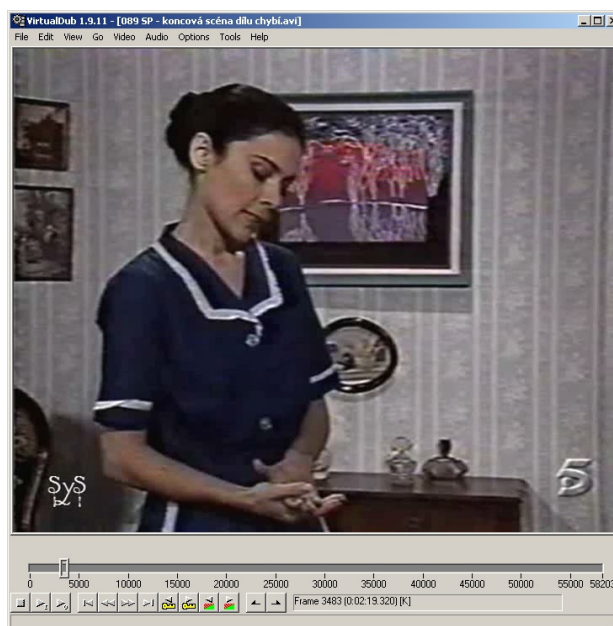 VirtualDub 1.9.11 - [089 SP - koncová scéna dílu chybí.avi]
File Edit View Go Video Audio Options Tools Help
SyS
5
0 5000 10000 15000 20000 25000 30000 35000 40000 45000 50000 55000 58203
Frame 3483 (0:02:19.320) [K]